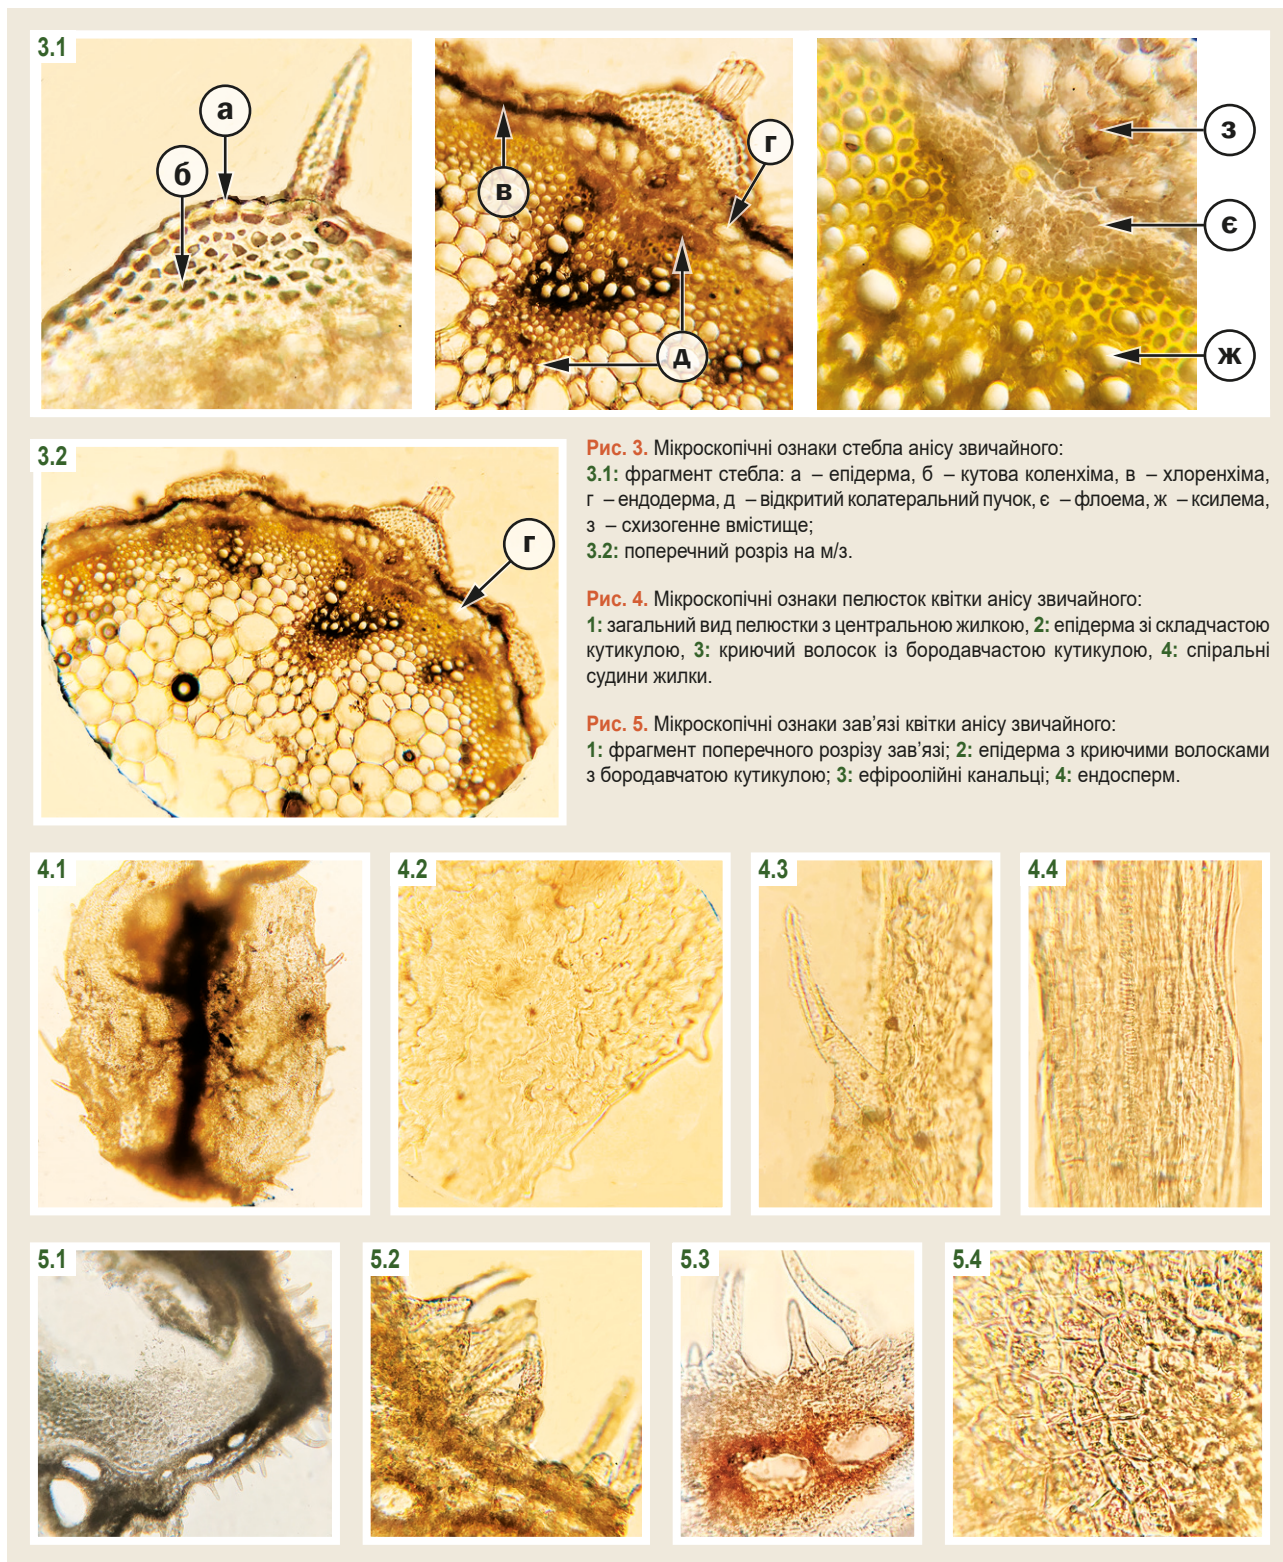 3.1
а
б
в
г
д
з
є
ж
3.2
г
Рис. 3. Мікроскопічні ознаки стебла анісу звичайного:
3.1: фрагмент стебла: а – епідерма, б – кутова коленхіма, в – хлоренхіма,
г – ендодерма, д – відкритий колатеральний пучок, є – флоема, ж – ксилема,
з – схизогенне вмістище;
3.2: поперечний розріз на м/з.
Рис. 4. Мікроскопічні ознаки пелюсток квітки анісу звичайного:
1: загальний вид пелюстки з центральною жилкою, 2: епідерма зі складчастою
кутикулою, 3: криючий волосок із бородавчастою кутикулою, 4: спіральні
судини жилки.
Рис. 5. Мікроскопічні ознаки зав’язі квітки анісу звичайного:
1: фрагмент поперечного розрізу зав’язі; 2: епідерма з криючими волосками
з бородавчатою кутикулою; 3: ефіроолійні канальці; 4: ендосперм.
4.1
4.2
4.3
4.4
5.1
5.2
5.3
5.4